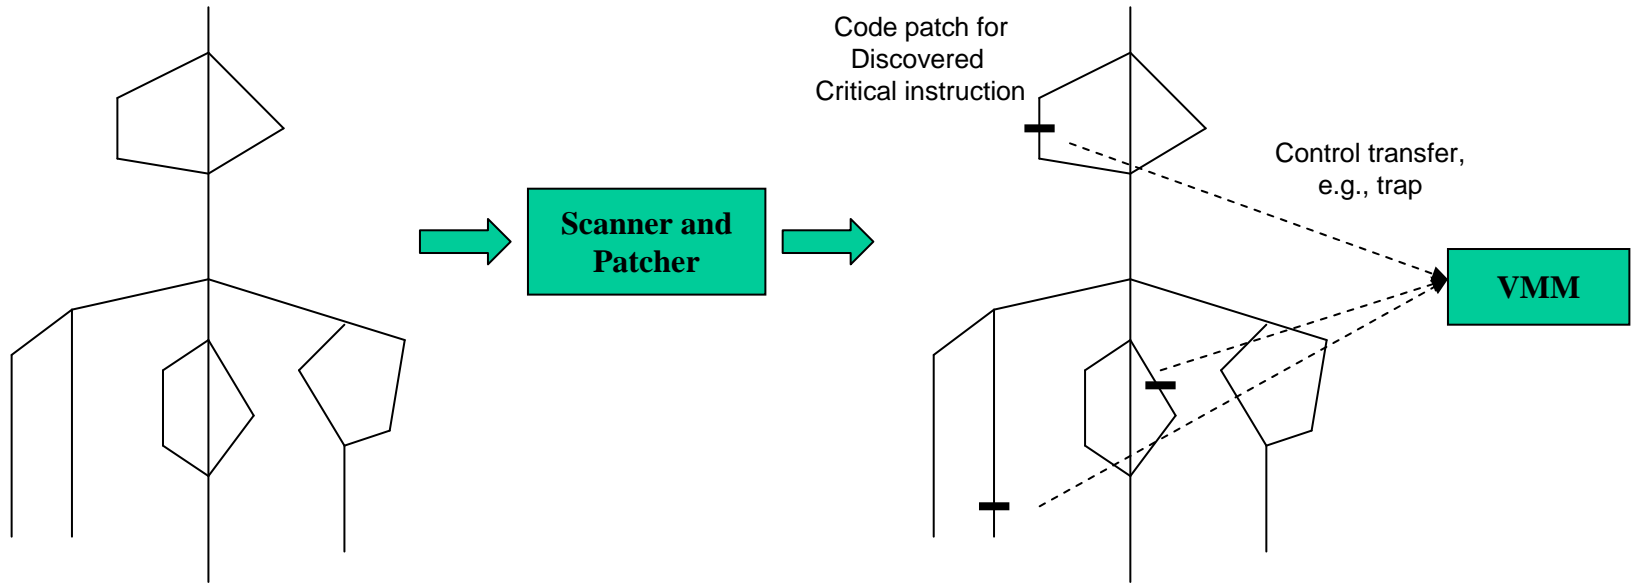 Scanner and
Patcher
Code patch for
Discovered
Critical instruction
Control transfer,
e.g., trap
VMM